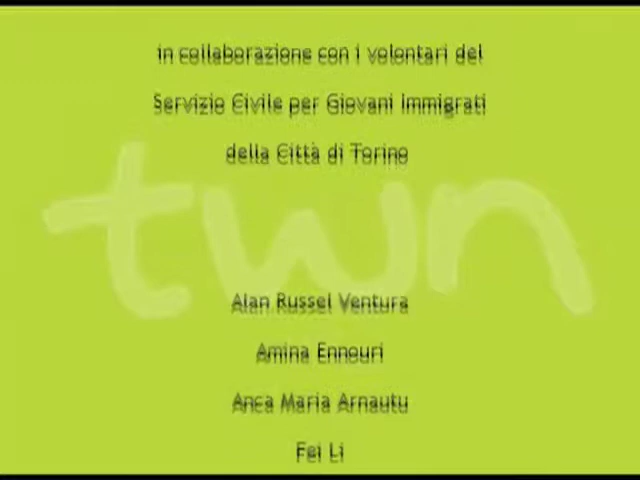 in collaborazione con i volontari del
Servizio Civile per Giovani Immigrati
della Città di Torino
twn
Alan Russel Ventura
Amina Ennouri
Anca Maria Arnautu
Fei Li